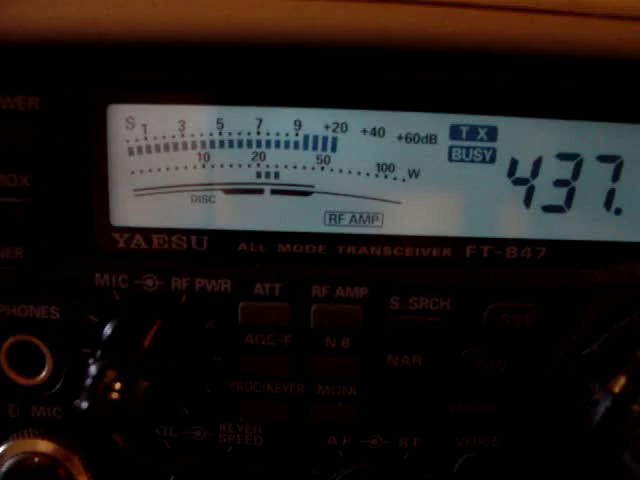 S 1 3 5 7 9 +20 +40 +60dB TX
BUSY
10 20 50 100 W
437.
DISC
RF AMP
YAESU ALL MODE TRANSCEIVER FT-847
MIC RF PWR ATT RF AMP S.SRCH
PHONES
AGC-F NB
NAR
PROC/KEYER MONI
MIC
KEYER
SPEED
AF RF